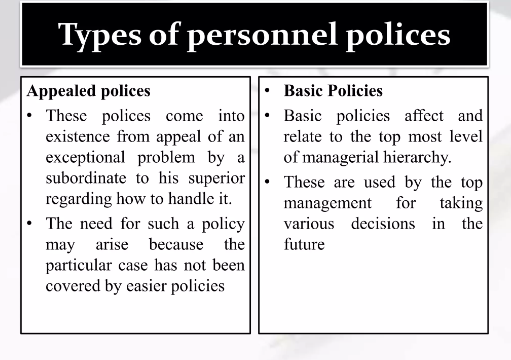 Types of personnel polices
Appealed polices
• These polices come into
existence from appeal of an
exceptional problem by a
subordinate to his superior
regarding how to handle it.
• The need for such a policy
may arise because the
particular case has not been
covered by easier policies
• Basic Policies
• Basic policies affect and
relate to the top most level
of managerial hierarchy.
• These are used by the top
management for taking
various decisions in the
future